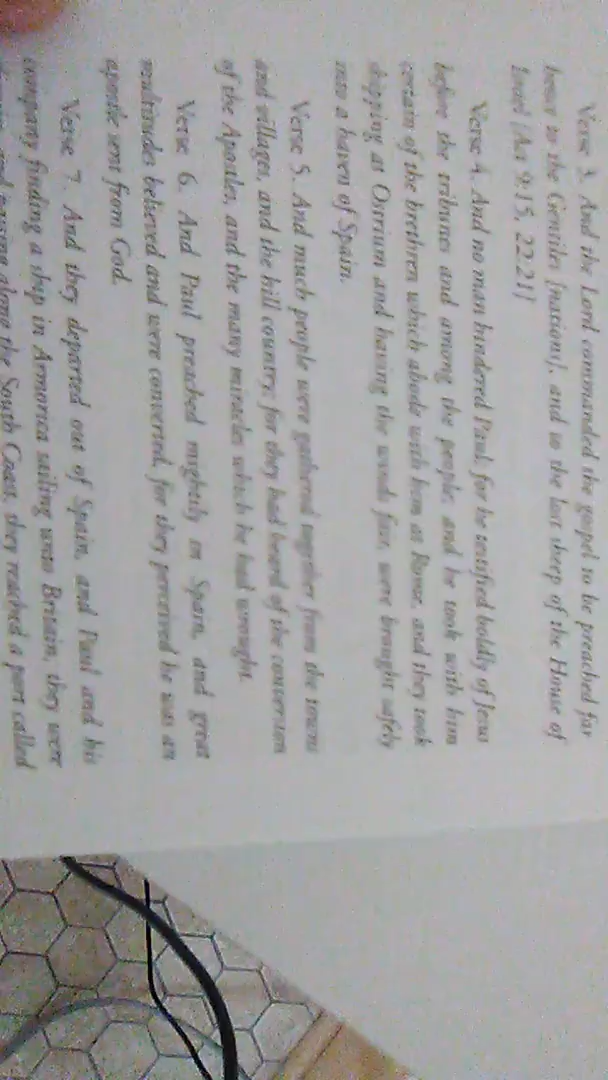 Verse 3. And the Lord commanded the gospel to be preached far
hence to the Gentiles [nations], and to the lost sheep of the House of
Israel [Act 9:15, 22:21]
Verse 4. And no man hindered Paul; for he testified boldly of Jesus
before the tribunes and among the people; and he took with him
certain of the brethren which abode with him at Rome, and they took
shipping at Ostrium and having the winds fair, were brought safely
into a haven of Spain.
Verse 5. And much people were gathered together from the towns
and villages, and the hill country; for they had heard of the conversion
of the Apostles, and the many miracles which he had wrought.
Verse 6. And Paul preached mightily in Spain, and great
multitudes believed and were converted, for they perceived he was an
apostle sent from God.
Verse 7. And they departed out of Spain, and Paul and his
company finding a ship in Armorica sailing unto Britain, they were
passing along the South Coast, they reached a port called